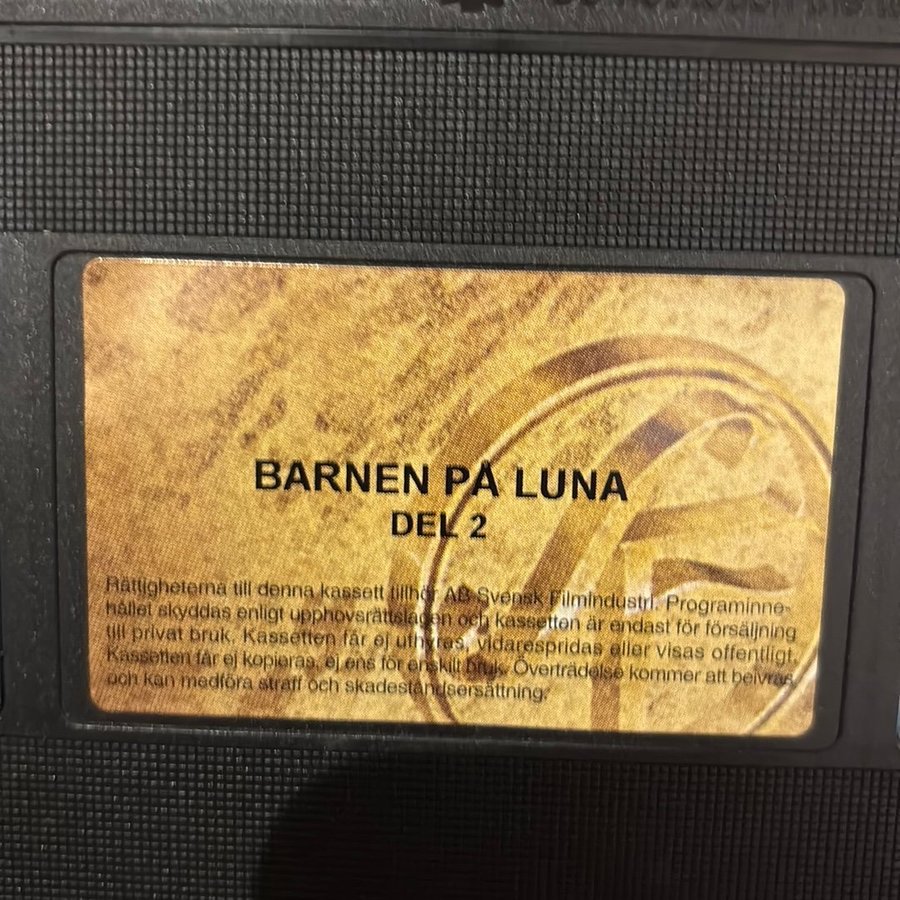 BARNEN PÅ LUNA
DEL 2
Rättigheterna till denna kassett tillhör AB Svensk Filmindustri. Programinne-
hållet skyddas enligt upphovsrättslagen och kassetten är endast för försäljning
till privat bruk. Kassetten får ej uthyras, vidarespridas eller visas offentligt.
Kassetten får ej kopieras, ej ens för enskilt bruk. Överträdelse kommer att beivras
och kan medföra straff och skadeståndsersättning.